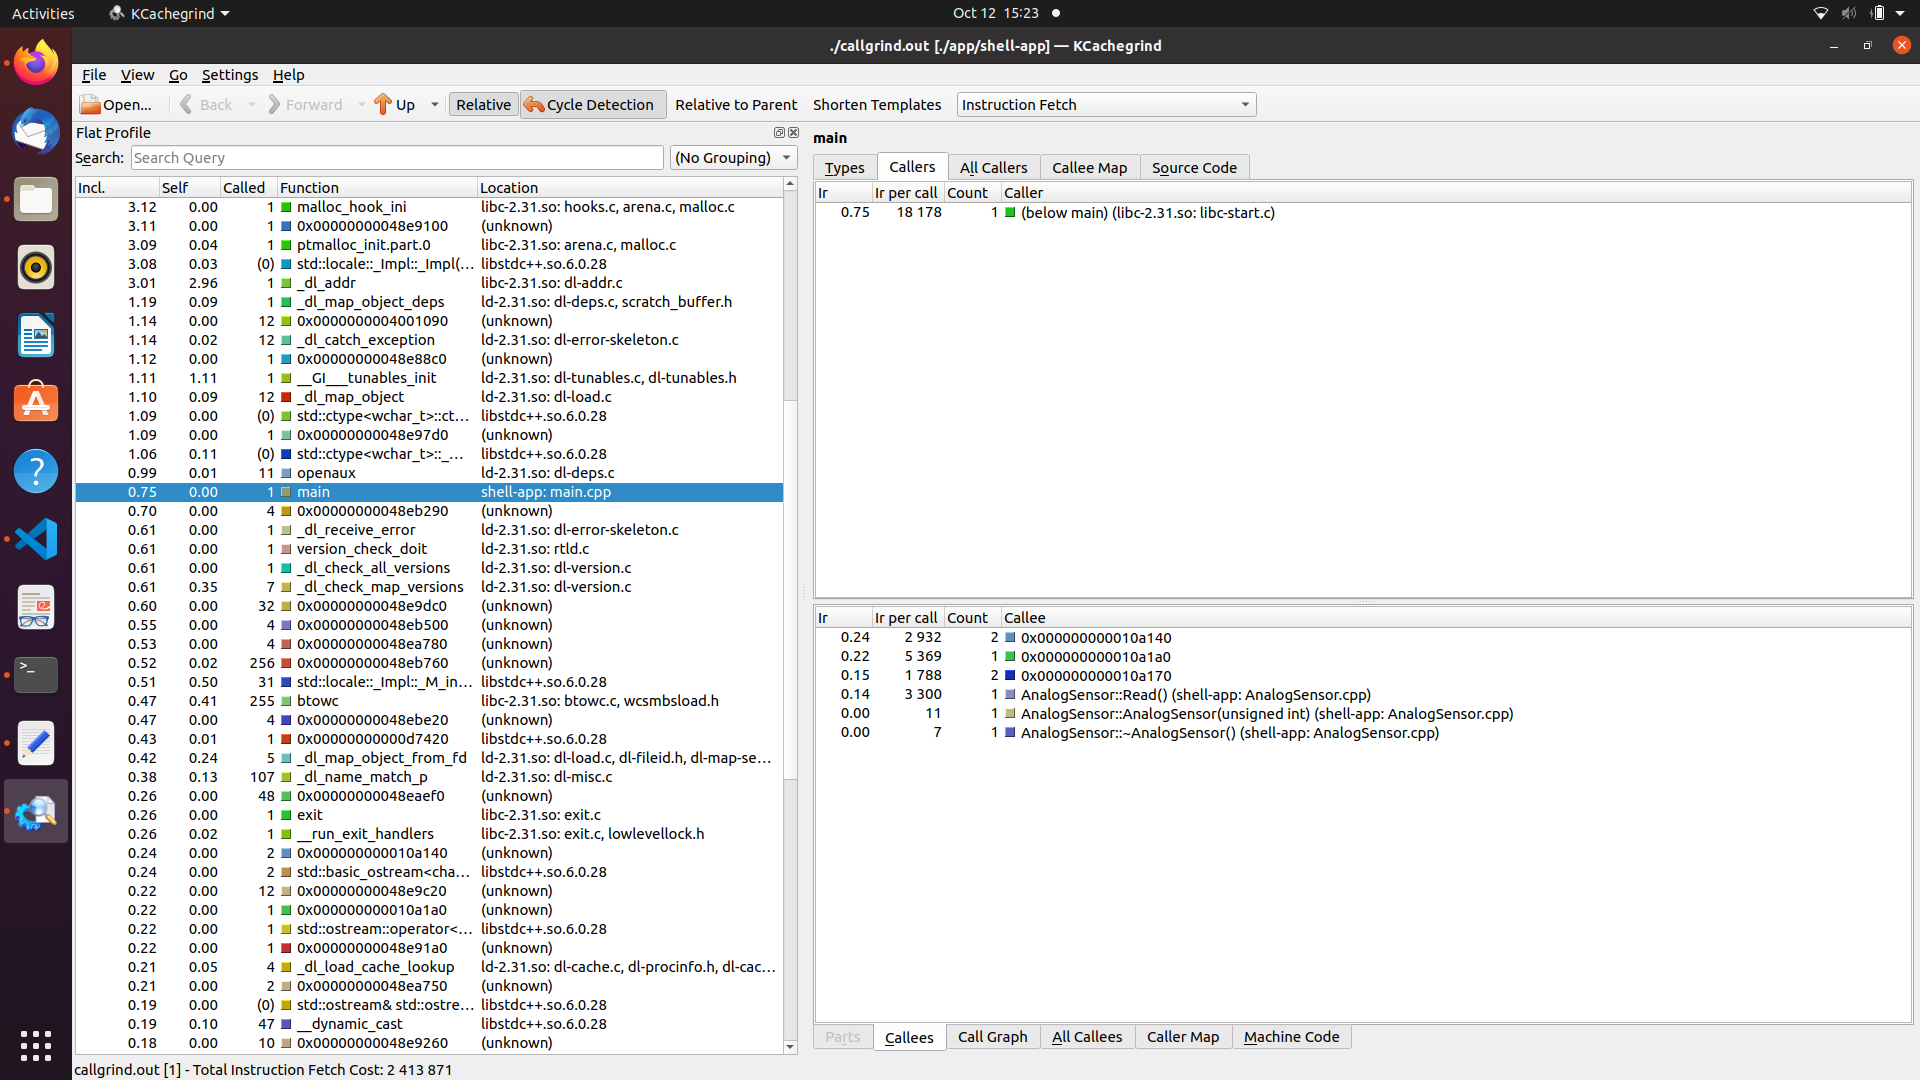 Activities KCachegrind Oct 12 15:23
./callgrind.out [./app/shell-app] — KCachegrind
File View Go Settings Help
Open... Back Forward Up Relative Cycle Detection Relative to Parent Shorten Templates Instruction Fetch
Flat Profile
Search: Search Query (No Grouping)
Incl. Self Called Function Location
3.12 0.00 1 malloc_hook_ini libc-2.31.so: hooks.c, arena.c, malloc.c
3.11 0.00 1 0x00000000048e9100 (unknown)
3.09 0.04 1 ptmalloc_init.part.0 libc-2.31.so: arena.c, malloc.c
3.08 0.03 (0) std::locale::_Impl::_Impl(... libstdc++.so.6.0.28
3.01 2.96 1 _dl_addr libc-2.31.so: dl-addr.c
1.19 0.09 1 _dl_map_object_deps ld-2.31.so: dl-deps.c, scratch_buffer.h
1.14 0.00 12 0x0000000004001090 (unknown)
1.14 0.02 12 _dl_catch_exception ld-2.31.so: dl-error-skeleton.c
1.12 0.00 1 0x00000000048e88c0 (unknown)
1.11 1.11 1 __GI___tunables_init ld-2.31.so: dl-tunables.c, dl-tunables.h
1.10 0.09 12 _dl_map_object ld-2.31.so: dl-load.c
1.09 0.00 (0) std::ctype<wchar_t>::ct... libstdc++.so.6.0.28
1.09 0.00 1 0x00000000048e97d0 (unknown)
1.06 0.11 (0) std::ctype<wchar_t>::_... libstdc++.so.6.0.28
0.99 0.01 11 openaux ld-2.31.so: dl-deps.c
0.75 0.00 1 main shell-app: main.cpp
0.70 0.00 4 0x00000000048eb290 (unknown)
0.61 0.00 1 _dl_receive_error ld-2.31.so: dl-error-skeleton.c
0.61 0.00 1 version_check_doit ld-2.31.so: rtld.c
0.61 0.00 1 _dl_check_all_versions ld-2.31.so: dl-version.c
0.61 0.35 7 _dl_check_map_versions ld-2.31.so: dl-version.c
0.60 0.00 32 0x00000000048e9dc0 (unknown)
0.55 0.00 4 0x00000000048eb500 (unknown)
0.53 0.00 4 0x00000000048ea780 (unknown)
0.52 0.02 256 0x00000000048eb760 (unknown)
0.51 0.50 31 std::locale::_Impl::_M_in... libstdc++.so.6.0.28
0.47 0.41 255 btowc libc-2.31.so: btowc.c, wcsmbsload.h
0.47 0.00 4 0x00000000048ebe20 (unknown)
0.43 0.01 1 0x00000000000d7420 libstdc++.so.6.0.28
0.42 0.24 5 _dl_map_object_from_fd ld-2.31.so: dl-load.c, dl-fileid.h, dl-map-se...
0.38 0.13 107 _dl_name_match_p ld-2.31.so: dl-misc.c
0.26 0.00 48 0x00000000048eaef0 (unknown)
0.26 0.00 1 exit libc-2.31.so: exit.c
0.26 0.02 1 __run_exit_handlers libc-2.31.so: exit.c, lowlevellock.h
0.24 0.00 2 0x000000000010a140 (unknown)
0.24 0.00 2 std::basic_ostream<cha... libstdc++.so.6.0.28
0.22 0.00 12 0x00000000048e9c20 (unknown)
0.22 0.00 1 0x000000000010a1a0 (unknown)
0.22 0.00 1 std::ostream::operator<... libstdc++.so.6.0.28
0.22 0.00 1 0x00000000048e91a0 (unknown)
0.21 0.05 4 _dl_load_cache_lookup ld-2.31.so: dl-cache.c, dl-procinfo.h, dl-cac...
0.21 0.00 2 0x00000000048ea750 (unknown)
0.19 0.00 (0) std::ostream& std::ostre... libstdc++.so.6.0.28
0.19 0.10 47 __dynamic_cast libstdc++.so.6.0.28
0.18 0.00 10 0x00000000048e9260 (unknown)
main
Types Callers All Callers Callee Map Source Code
Ir Ir per call Count Caller
0.75 18 178 1 (below main) (libc-2.31.so: libc-start.c)
Ir Ir per call Count Callee
0.24 2 932 2 0x000000000010a140
0.22 5 369 1 0x000000000010a1a0
0.15 1 788 2 0x000000000010a170
0.14 3 300 1 AnalogSensor::Read() (shell-app: AnalogSensor.cpp)
0.00 11 1 AnalogSensor::AnalogSensor(unsigned int) (shell-app: AnalogSensor.cpp)
0.00 7 1 AnalogSensor::~AnalogSensor() (shell-app: AnalogSensor.cpp)
Parts Callees Call Graph All Callees Caller Map Machine Code
callgrind.out [1] - Total Instruction Fetch Cost: 2 413 871